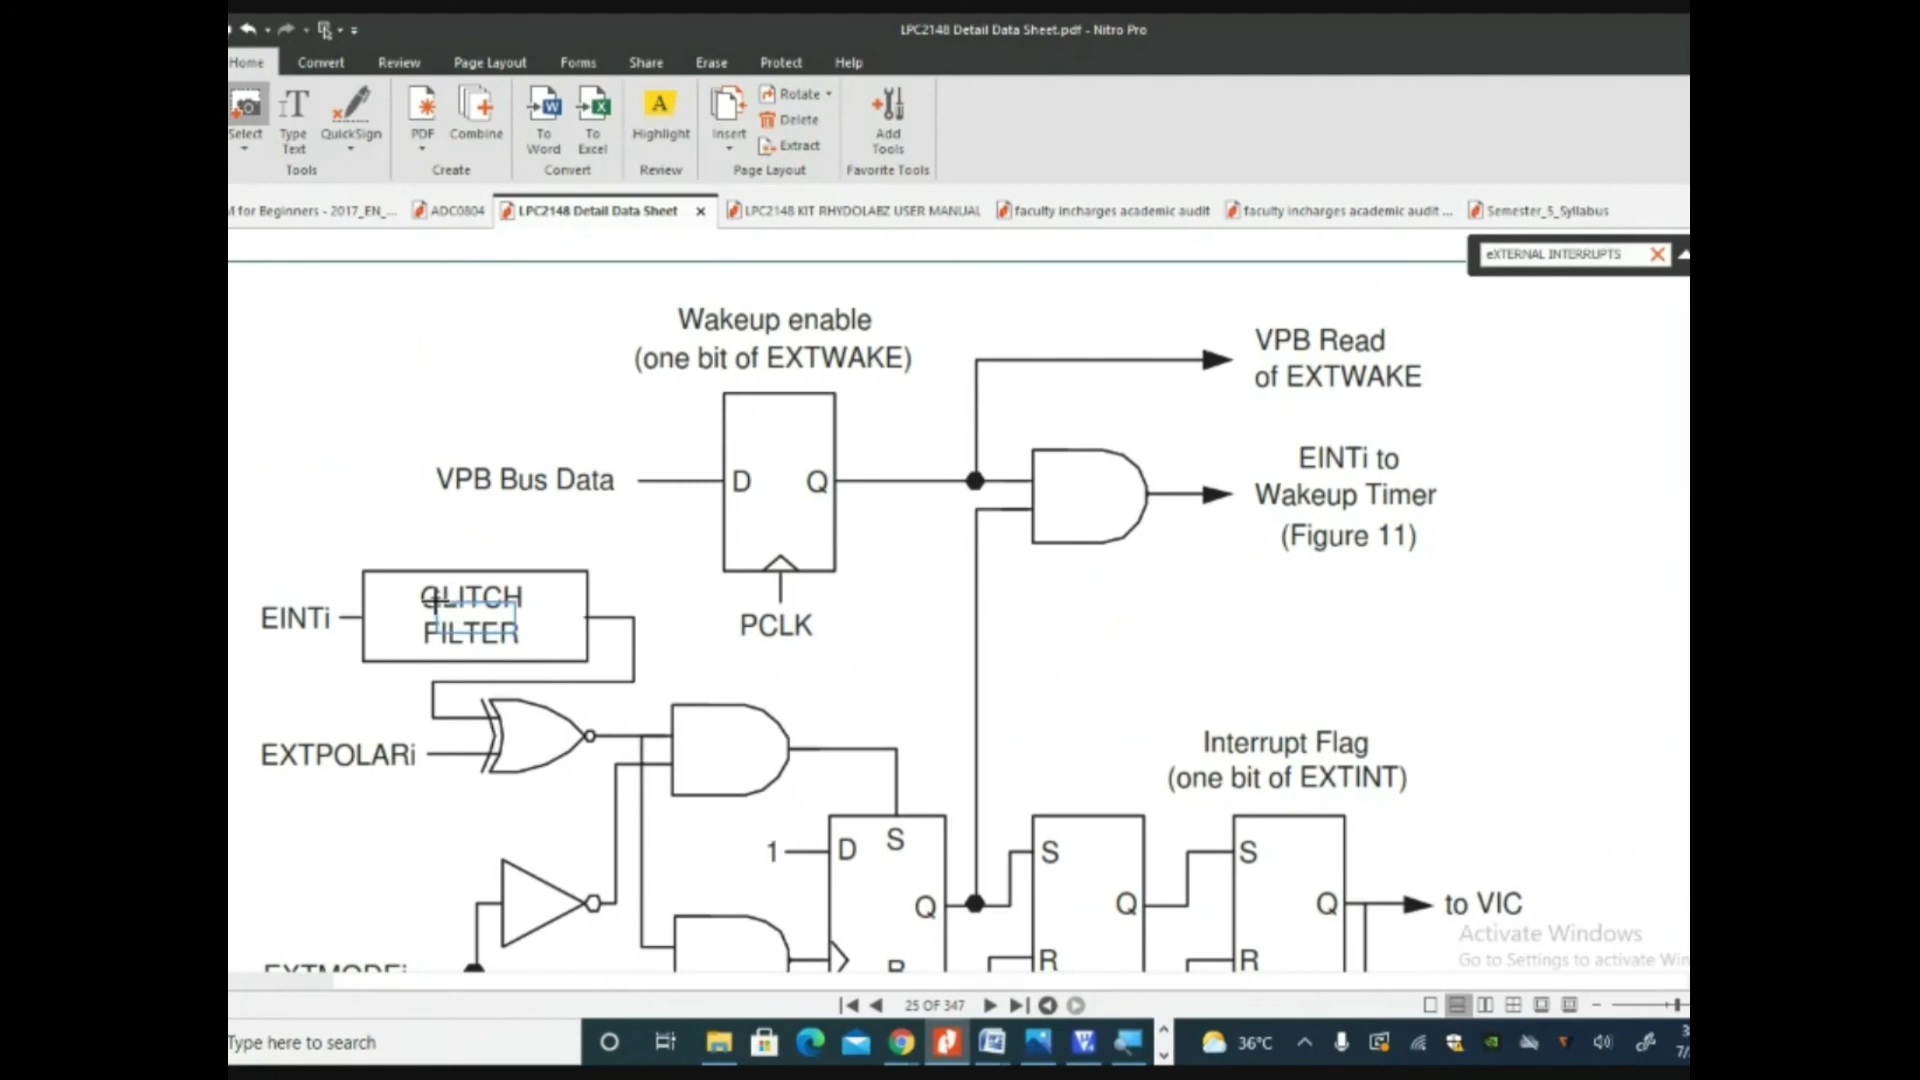 LPC2148 Detail Data Sheet.pdf - Nitro Pro
Home Convert Review Page Layout Forms Share Erase Protect Help
Select
Type Text
QuickSign
Tools
PDF
Combine
Create
To Word
To Excel
Convert
Highlight
Review
Insert
Rotate
Delete
Extract
Page Layout
Add Tools
Favorite Tools
for Beginners - 2017_EN_... ADC0804 LPC2148 Detail Data Sheet LPC2148 KIT RHYDOLABZ USER MANUAL faculty incharges academic audit faculty incharges academic audit ... Semester_5_Syllabus
eXTERNAL INTERRUPTS
Wakeup enable
(one bit of EXTWAKE)
VPB Read
of EXTWAKE
VPB Bus Data
D Q
EINTi to
Wakeup Timer
(Figure 11)
PCLK
EINTi
GLITCH
FILTER
EXTPOLARi
Interrupt Flag
(one bit of EXTINT)
1
D S
Q
R
S
Q
R
S
Q
R
to VIC
EXTMODEi
Activate Windows
Go to Settings to activate Win
25 OF 347
Type here to search
36°C